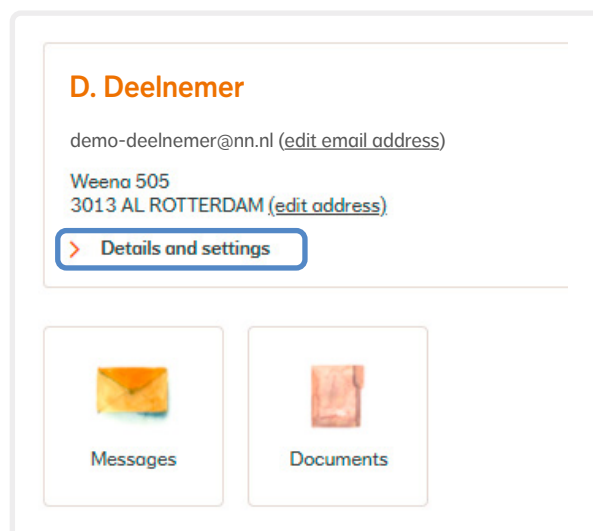 D. Deelnemer
demo-deelnemer@nn.nl (edit email address)
Weena 505
3013 AL ROTTERDAM (edit address)
Details and settings
Messages
Documents